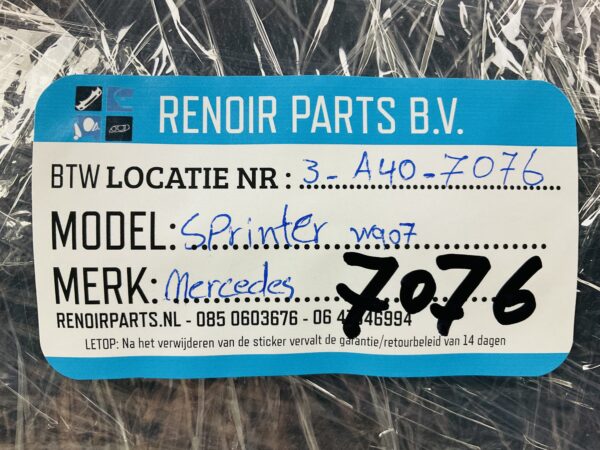 RENOIR PARTS B.V.
BTW LOCATIE NR : 3-A40-7076
MODEL: Sprinter W907
MERK: Mercedes
7076
RENOIRPARTS.NL - 085 0603676 - 06
LETOP: Na het verwijderen van de sticker vervalt de garantie/retourbeleid van 14 dagen